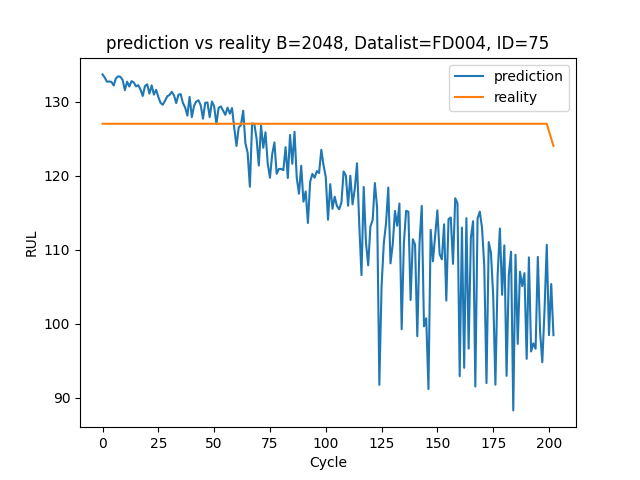 prediction vs reality B=2048, Datalist=FD004, ID=75
prediction
reality
RUL
130
120
110
100
90
0 25 50 75 100 125 150 175 200
Cycle